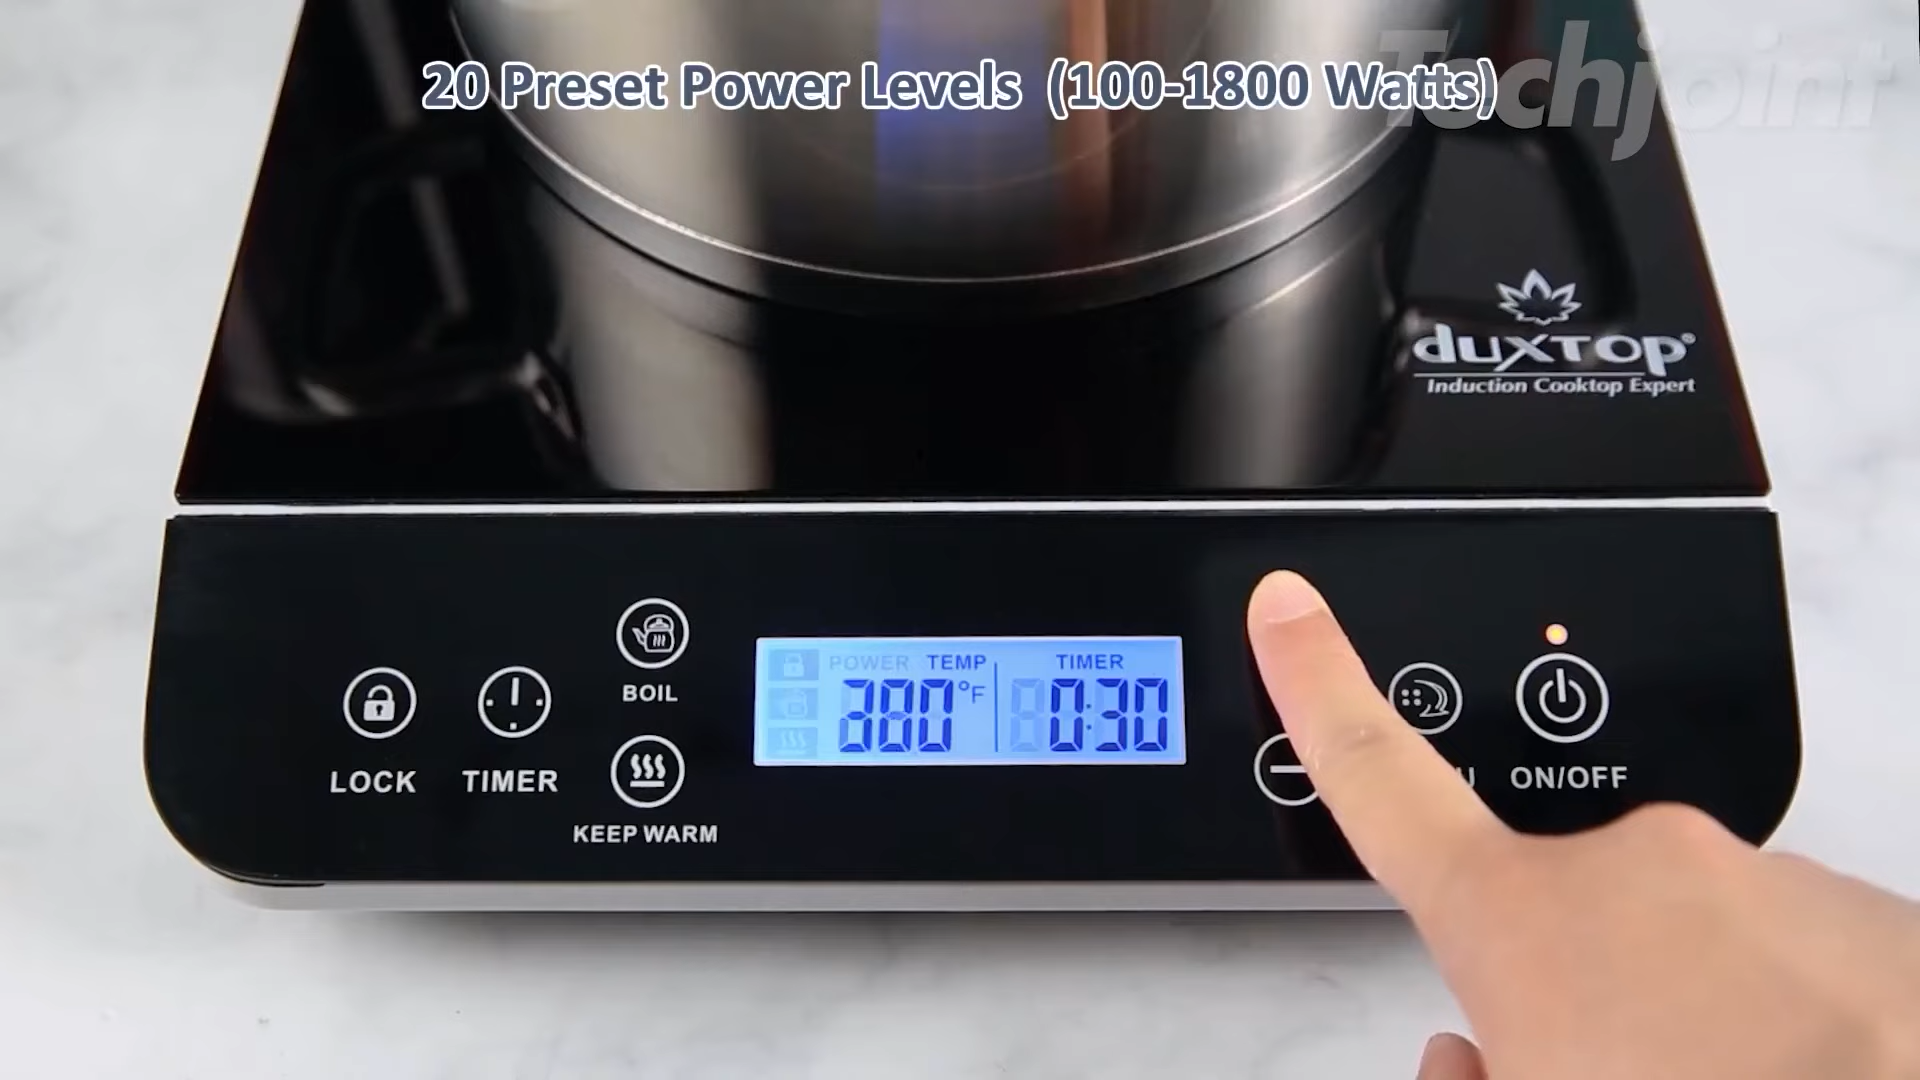 20 Preset Power Levels (100-1800 Watts)
Techjoint
duxtop®
Induction Cooktop Expert
BOIL
POWER TEMP TIMER
°F 0:30
LOCK TIMER
U ON/OFF
KEEP WARM